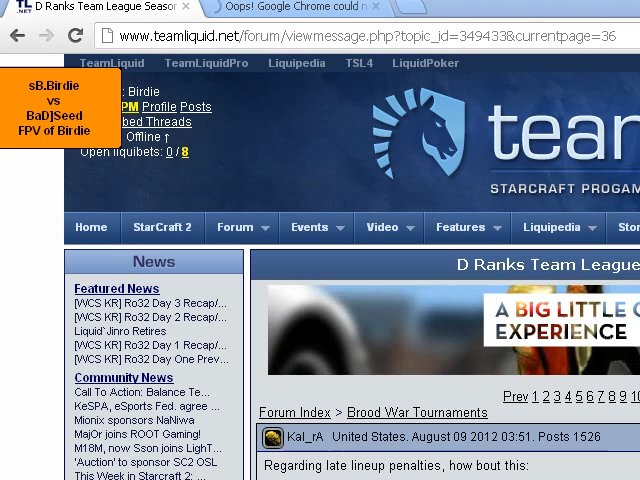 D Ranks Team League Season
Oops! Google Chrome could n
www.teamliquid.net/forum/viewmessage.php?topic_id=349433&currentpage=36
TeamLiquid TeamLiquidPro Liquipedia TSL4 LiquidPoker
sB.Birdie
vs
BaD]Seed
FPV of Birdie
: Birdie
PM Profile Posts
bed Threads
Offline ↑
Open liquibets: 0 / 8
tean
STARCRAFT PROGAM
Home StarCraft 2 Forum Events Video Features Liquipedia Stor
News
Featured News
[WCS KR] Ro32 Day 3 Recap/...
[WCS KR] Ro32 Day 2 Recap/...
Liquid`Jinro Retires
[WCS KR] Ro32 Day 1 Recap/...
[WCS KR] Ro32 Day One Prev...
Community News
Call To Action: Balance Te...
KeSPA, eSports Fed. agree ...
Mionix sponsors NaNiwa
MajOr joins ROOT Gaming!
M18M, now Sson joins LighT...
'Auction' to sponsor SC2 OSL
This Week in Starcraft 2: ...
D Ranks Team League
A BIG LITTLE
EXPERIENCE
Prev 1 2 3 4 5 6 7 8 9 10
Forum Index > Brood War Tournaments
Kal_rA United States. August 09 2012 03:51. Posts 1526
Regarding late lineup penalties, how bout this: